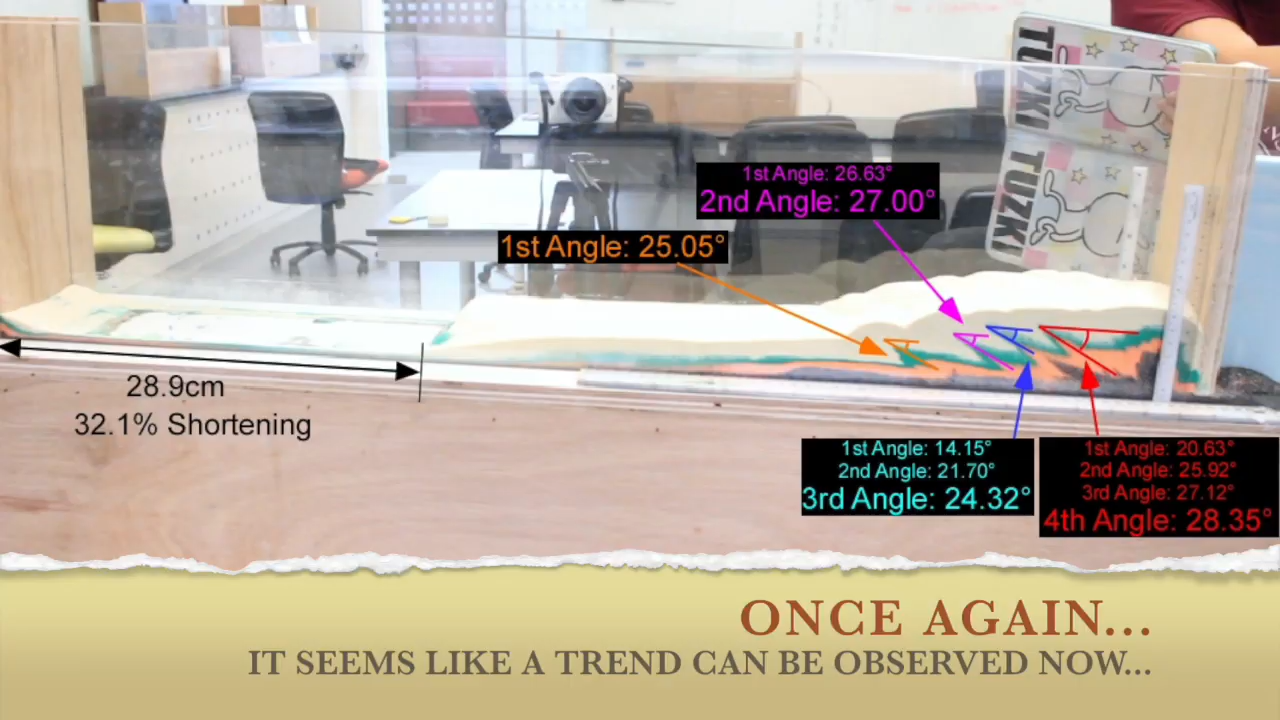 TUZKI
TUZKI
1st Angle: 26.63°
2nd Angle: 27.00°
1st Angle: 25.05°
28.9cm
32.1% Shortening
1st Angle: 14.15°
2nd Angle: 21.70°
3rd Angle: 24.32°
1st Angle: 20.63°
2nd Angle: 25.92°
3rd Angle: 27.12°
4th Angle: 28.35°
ONCE AGAIN...
IT SEEMS LIKE A TREND CAN BE OBSERVED NOW...